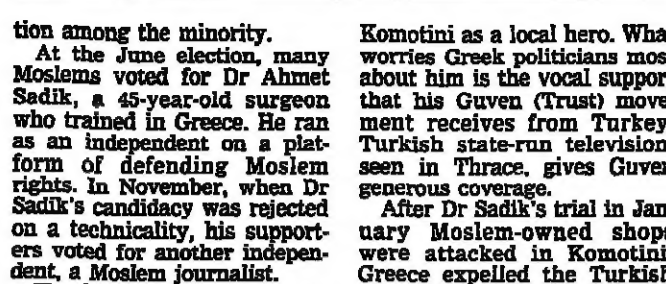 tion among the minority.
At the June election, many
Moslems voted for Dr Ahmet
Sadik, a 45-year-old surgeon
who trained in Greece. He ran
as an independent on a plat-
form of defending Moslem
rights. In November, when Dr
Sadik's candidacy was rejected
on a technicality, his support-
ers voted for another indepen-
dent, a Moslem journalist.
Komotini as a local hero. Wha
worries Greek politicians mos
about him is the vocal suppor
that his Guven (Trust) move
ment receives from Turkey
Turkish state-run television
seen in Thrace, gives Guven
generous coverage.
After Dr Sadik's trial in Jan
uary Moslem-owned shops
were attacked in Komotini
Greece expelled the Turkish